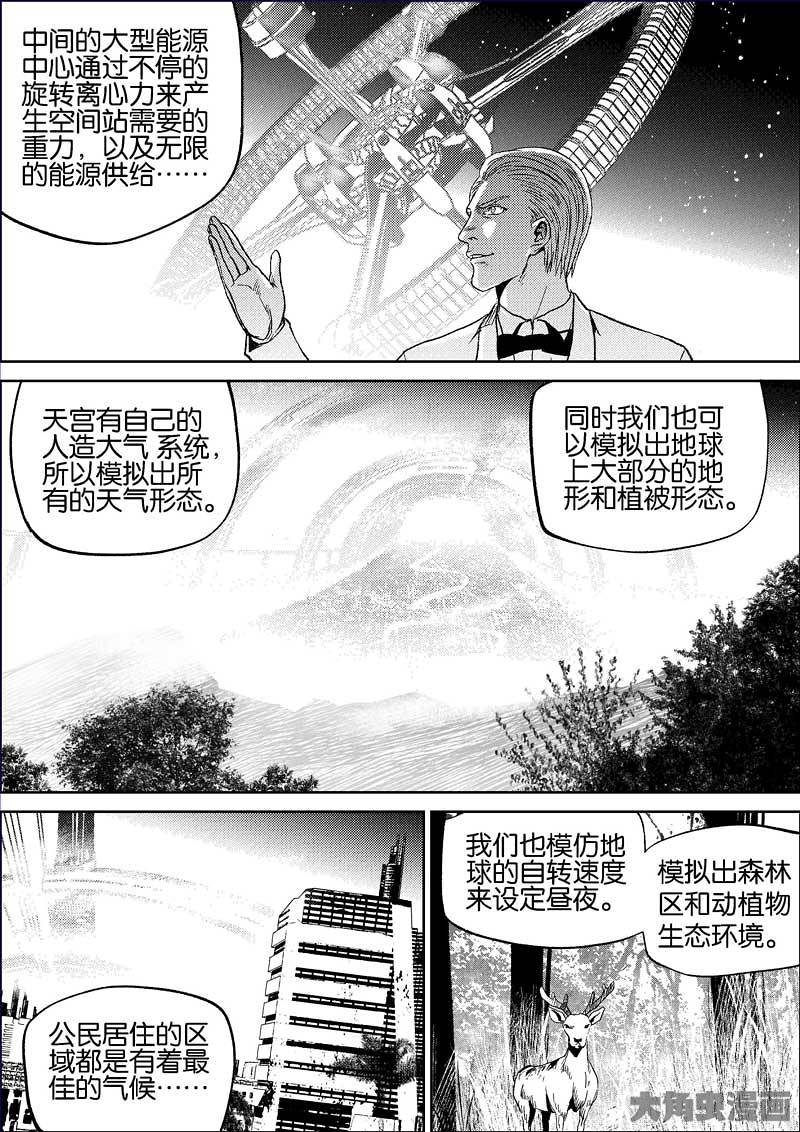 中间的大型能源
中心通过不停的
旋转离心力来产
生空间站需要的
重力，以及无限
的能源供给……
天宫有自己的
人造大气 系统，
所以模拟出所
有的天气形态。
同时我们也可
以模拟出地球
上大部分的地
形和植被形态。
公民居住的区
域都是有着最
佳的气候……
我们也模仿地
球的自转速度
来设定昼夜。
模拟出森林
区和动植物
生态环境。
大角虫漫画